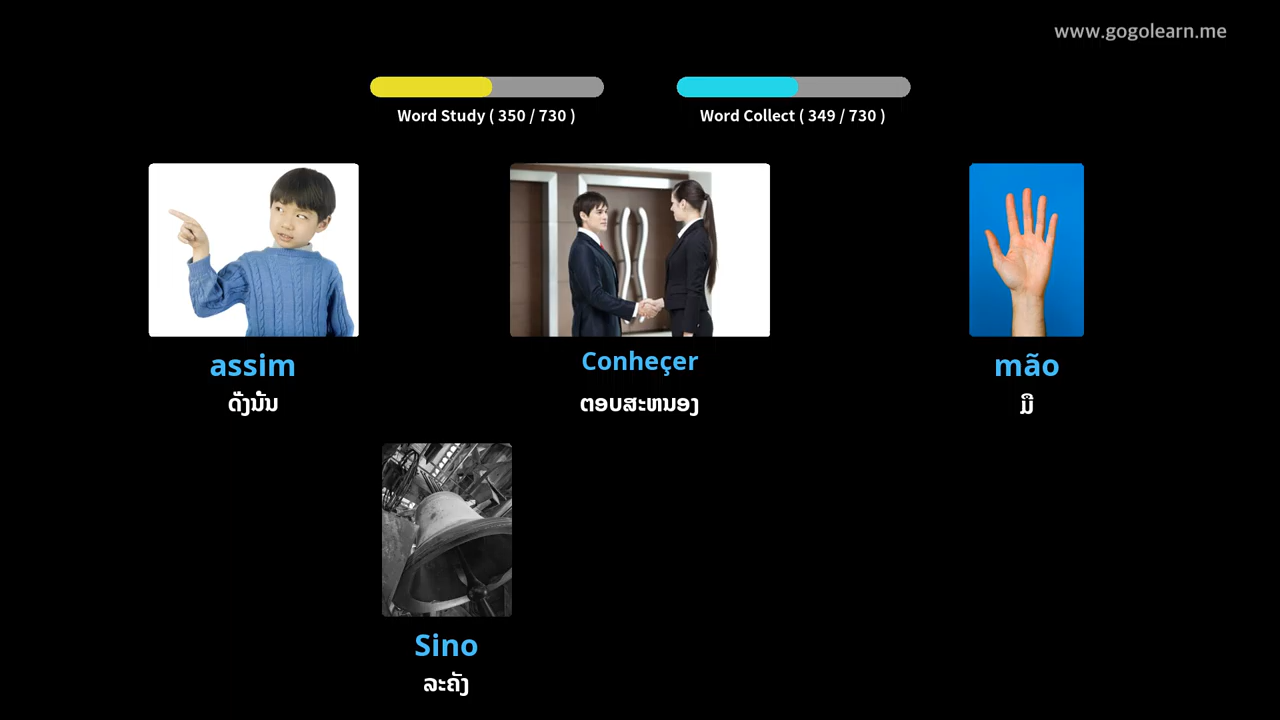 www.gogolearn.me
Word Study ( 350 / 730 )
Word Collect ( 349 / 730 )
assim
ດັ່ງນັ້ນ
Conheçer
ຕອບສະຫນອງ
mão
ມື
Sino
ລະຄັງ